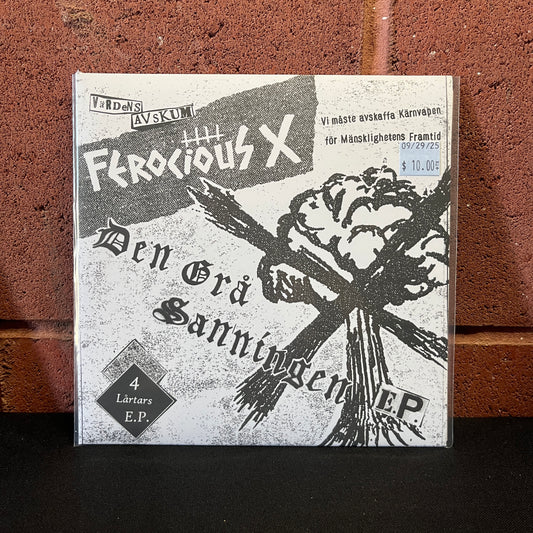 VäRDeNS
AVSKUM
FEROCiOUS X
Vi måste avskaffa Kärnvapen
för Mänsklighetens Framtid
09/29/25
$ 10.00
Den Grå
Sanningen
E.P.
4
Lårtars
E.P.